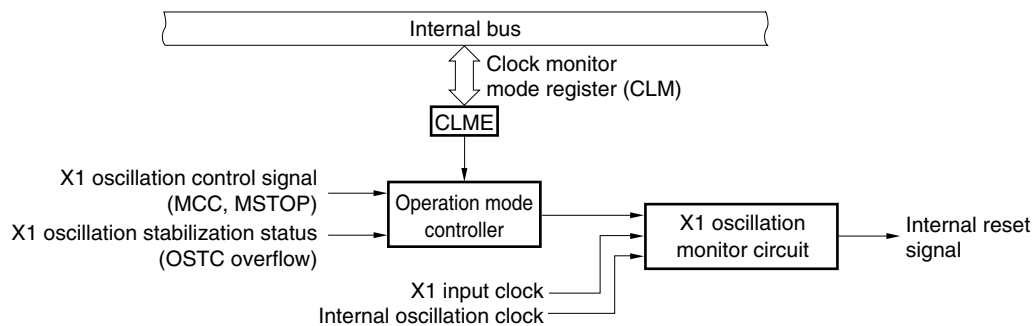 Internal bus
Clock monitor
mode register (CLM)
CLME
X1 oscillation control signal
(MCC, MSTOP)
X1 oscillation stabilization status
(OSTC overflow)
Operation mode
controller
X1 oscillation
monitor circuit
Internal reset
signal
X1 input clock
Internal oscillation clock